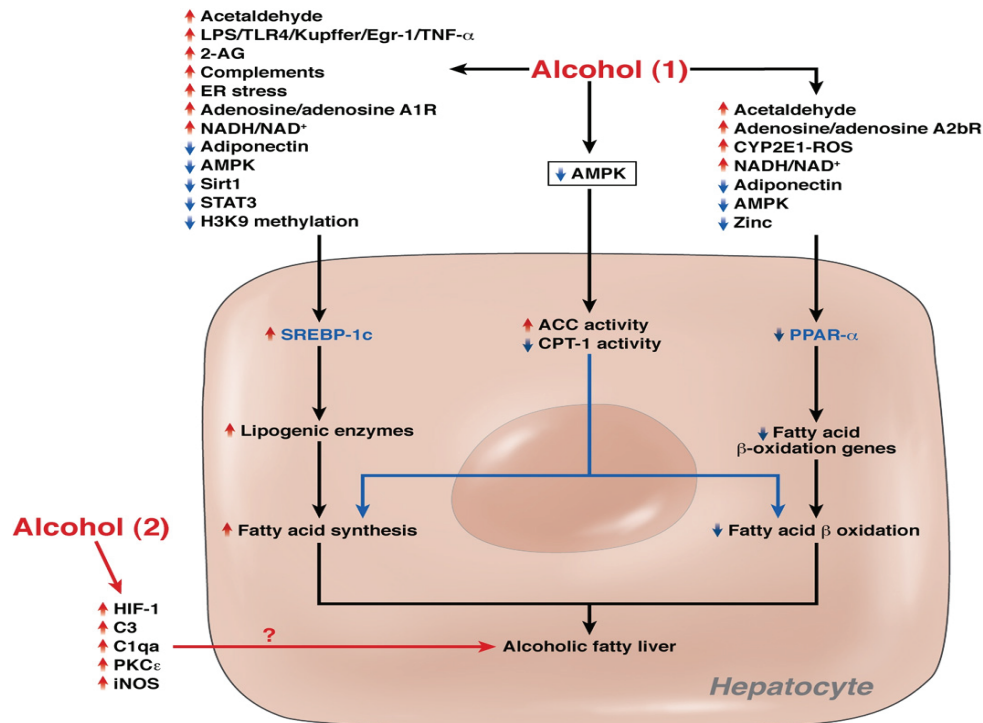 Acetaldehyde
LPS/TLR4/Kupffer/Egr-1/TNF-α
2-AG
Complements
ER stress
Adenosine/adenosine A1R
NADH/NAD⁺
Adiponectin
AMPK
Sirt1
STAT3
H3K9 methylation
Alcohol (1)
AMPK
Acetaldehyde
Adenosine/adenosine A2bR
CYP2E1-ROS
NADH/NAD⁺
Adiponectin
AMPK
Zinc
SREBP-1c
ACC activity
CPT-1 activity
PPAR-α
Lipogenic enzymes
Fatty acid
β-oxidation genes
Fatty acid synthesis
Fatty acid β oxidation
Alcohol (2)
HIF-1
C3
C1qa
PKCε
iNOS
?
Alcoholic fatty liver
Hepatocyte